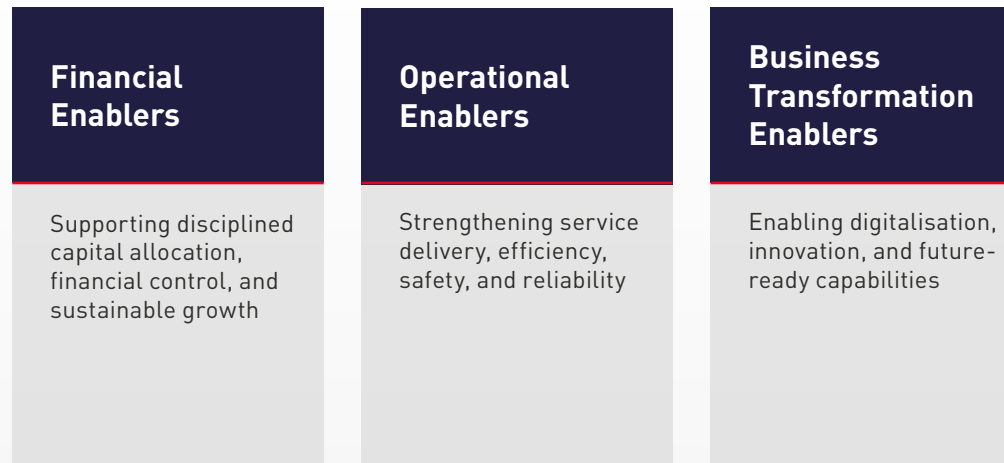 Financial
Enablers
Supporting disciplined
capital allocation,
financial control, and
sustainable growth
Operational
Enablers
Strengthening service
delivery, efficiency,
safety, and reliability
Business
Transformation
Enablers
Enabling digitalisation,
innovation, and future-
ready capabilities